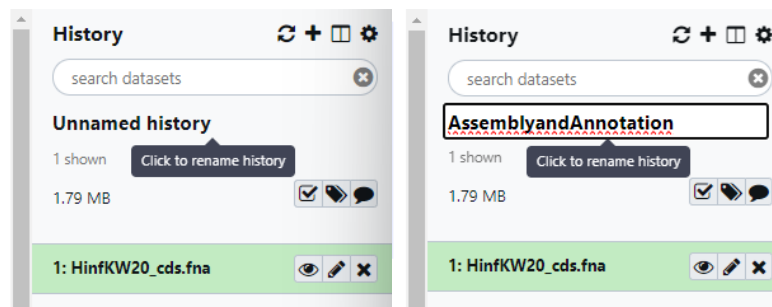 History
search datasets
Unnamed history
1 shown
Click to rename history
1.79 MB
1: HinfKW20_cds.fna
History
search datasets
AssemblyandAnnotation
1 shown
Click to rename history
1.79 MB
1: HinfKW20_cds.fna